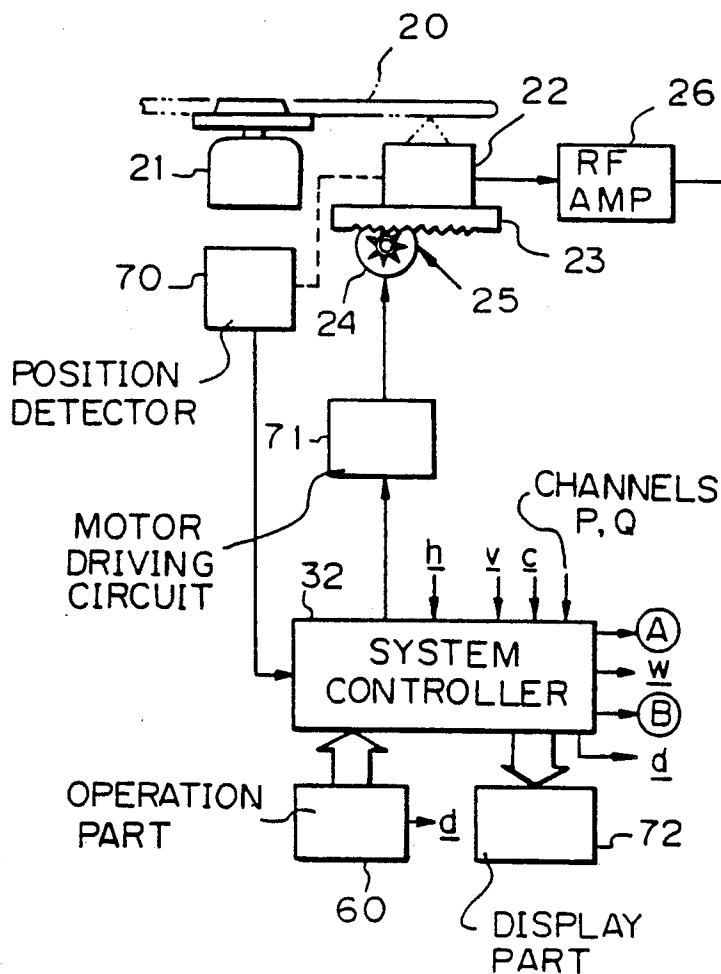 20
22
26
21
RF
AMP
23
70
24
25
POSITION
DETECTOR
71
CHANNELS
P, Q
MOTOR
DRIVING
CIRCUIT
h
v
c
32
SYSTEM
CONTROLLER
A
w
B
d
OPERATION
PART
d
72
60
DISPLAY
PART